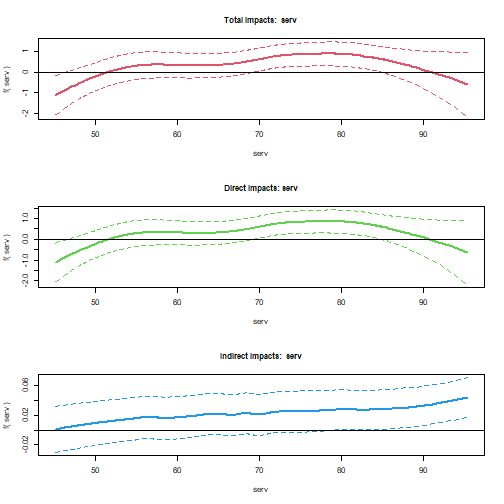 Total impacts: serv
f( serv )
1
0
-1
-2
50
60
70
80
90
serv
Direct impacts: serv
f( serv )
1.0
0.0
-1.0
-2.0
50
60
70
80
90
serv
Indirect impacts: serv
f( serv )
0.06
0.02
-0.02
50
60
70
80
90
serv